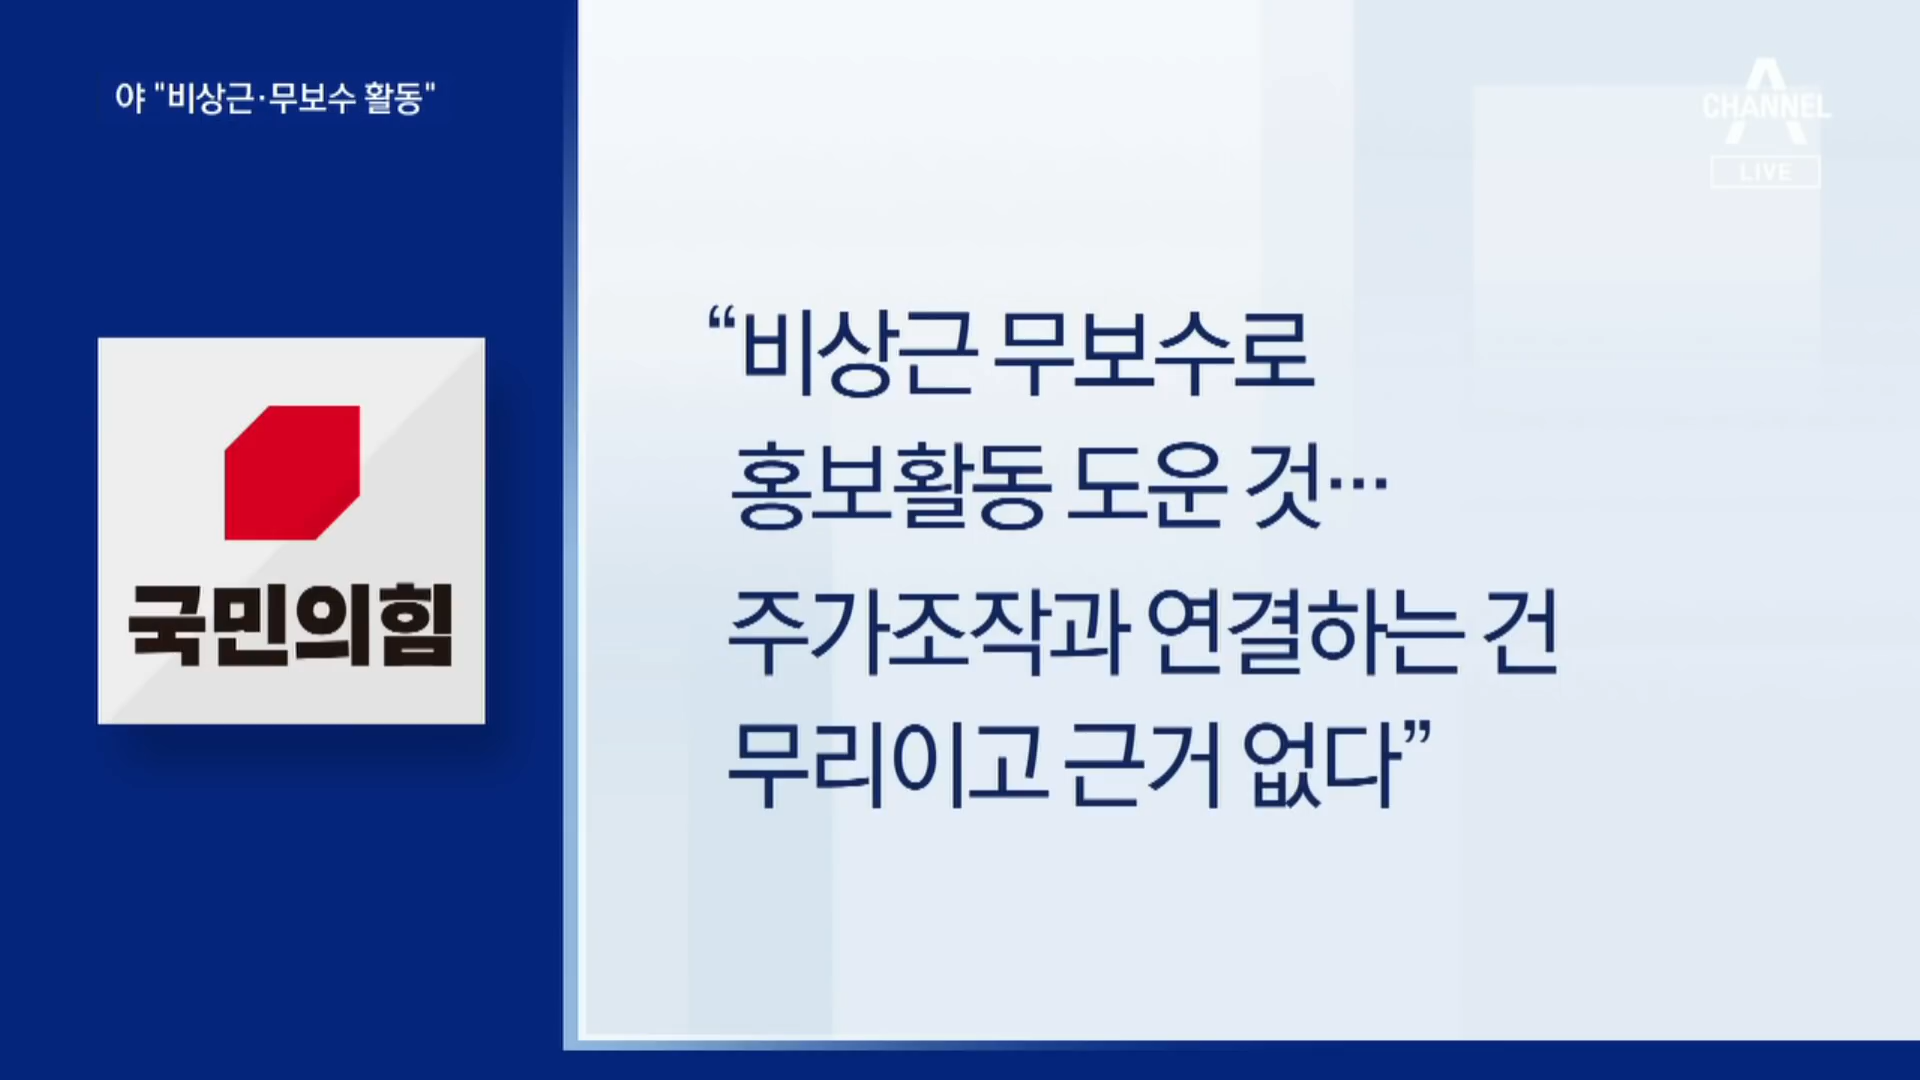 야 "비상근·무보수 활동"
CHANNEL A
LIVE
국민의힘
“비상근 무보수로
홍보활동 도운 것…
주가조작과 연결하는 건
무리이고 근거 없다”